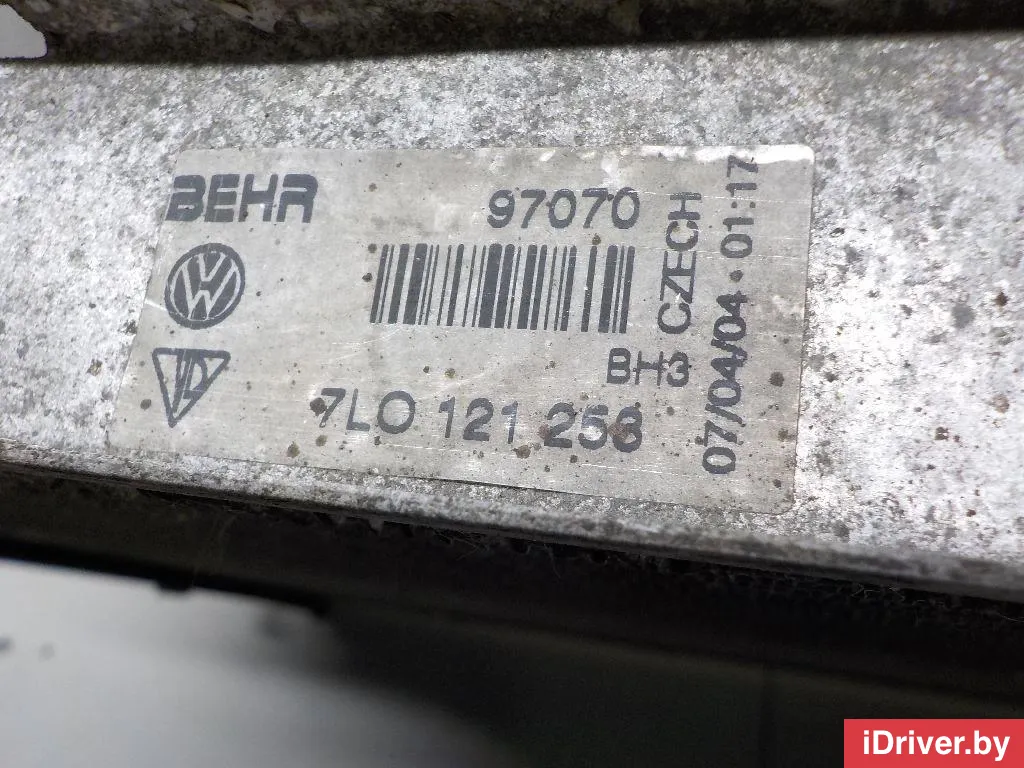 BEHR 97070
CZECH
07/04/04 • 01:17
BH3
7L0 121 253
iDriver.by